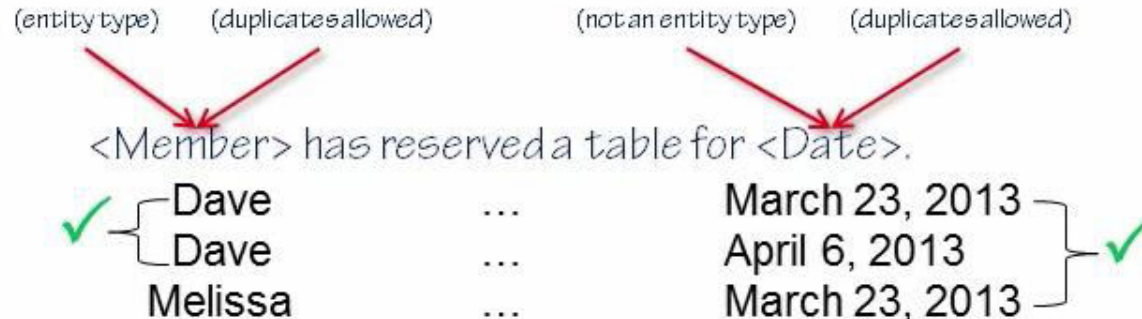 (entity type) (duplicates allowed) (not an entity type) (duplicates allowed)
<Member> has reserved a table for <Date>.
Dave ... March 23, 2013
Dave ... April 6, 2013
Melissa ... March 23, 2013